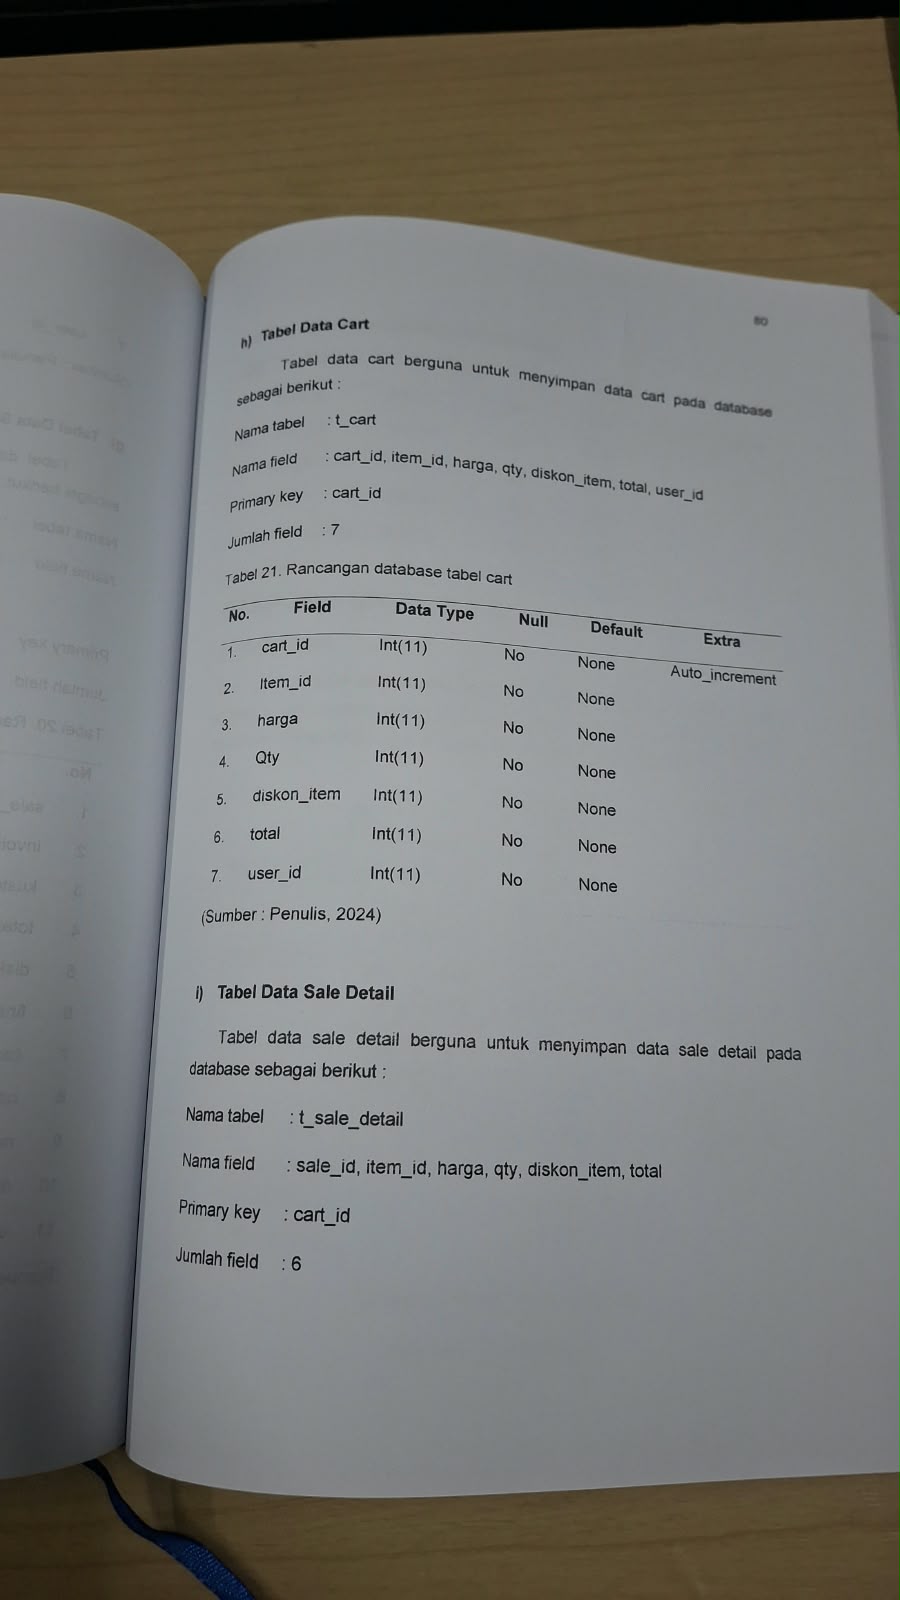 80
h) Tabel Data Cart
Tabel data cart berguna untuk menyimpan data cart pada database
sebagai berikut :
Nama tabel : t_cart
Nama field : cart_id, item_id, harga, qty, diskon_item, total, user_id
Primary key : cart_id
Jumlah field : 7
Tabel 21. Rancangan database tabel cart
No. Field Data Type Null Default Extra
1. cart_id Int(11) No None Auto_increment
2. Item_id Int(11) No None
3. harga Int(11) No None
4. Qty Int(11) No None
5. diskon_item Int(11) No None
6. total Int(11) No None
7. user_id Int(11) No None
(Sumber : Penulis, 2024)
i) Tabel Data Sale Detail
Tabel data sale detail berguna untuk menyimpan data sale detail pada
database sebagai berikut :
Nama tabel : t_sale_detail
Nama field : sale_id, item_id, harga, qty, diskon_item, total
Primary key : cart_id
Jumlah field : 6